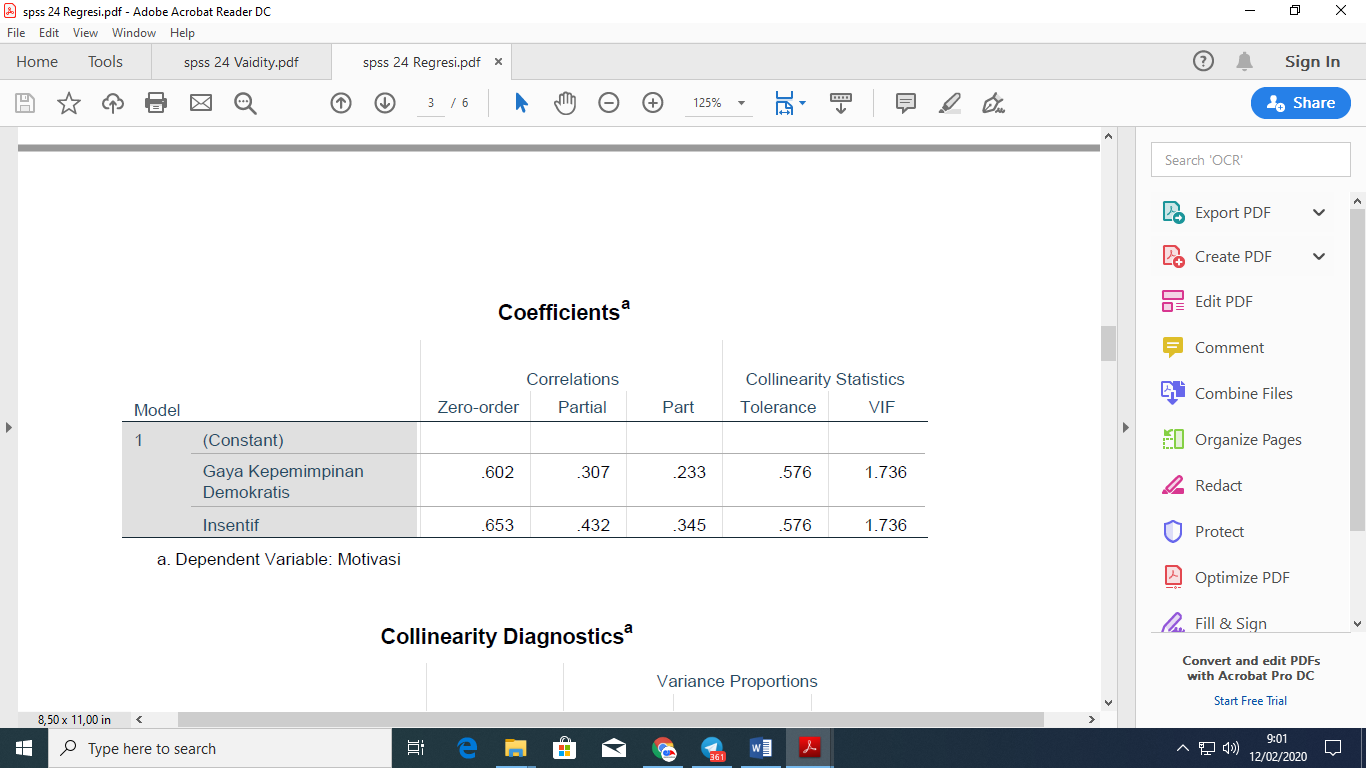 spss 24 Regresi.pdf - Adobe Acrobat Reader DC
File Edit View Window Help
Home Tools spss 24 Vaidity.pdf spss 24 Regresi.pdf × ? Sign In
3 / 6 125% Share
Search 'OCR'
Export PDF
Create PDF
Edit PDF
Comment
Combine Files
Organize Pages
Redact
Protect
Optimize PDF
Fill & Sign
Convert and edit PDFs
with Acrobat Pro DC
Start Free Trial
Coefficientsa
Correlations Collinearity Statistics
Model Zero-order Partial Part Tolerance VIF
1 (Constant)
Gaya Kepemimpinan
Demokratis .602 .307 .233 .576 1.736
Insentif .653 .432 .345 .576 1.736
a. Dependent Variable: Motivasi
Collinearity Diagnosticsa
Variance Proportions
8,50 x 11,00 in
Type here to search
361
9:01
12/02/2020